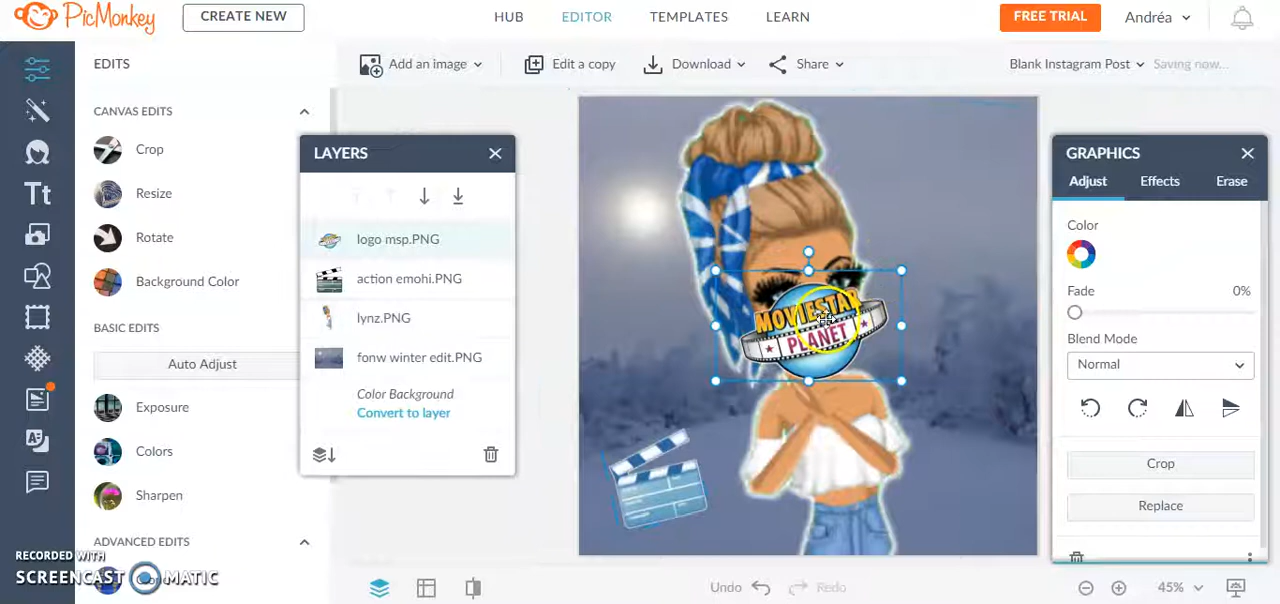 PicMonkey
CREATE NEW
HUB
EDITOR
TEMPLATES
LEARN
FREE TRIAL
Andréa
EDITS
Add an image
Edit a copy
Download
Share
Blank Instagram Post
Saving now...
CANVAS EDITS
Crop
Resize
Rotate
Background Color
BASIC EDITS
Auto Adjust
Exposure
Colors
Sharpen
ADVANCED EDITS
LAYERS
logo msp.PNG
action emohi.PNG
lynz.PNG
fonw winter edit.PNG
Color Background
Convert to layer
MOVIESTAR
PLANET
GRAPHICS
Adjust
Effects
Erase
Color
Fade
0%
Blend Mode
Normal
Crop
Replace
Tt
RECORDED WITH
SCREENCAST MATIC
Undo
Redo
45%